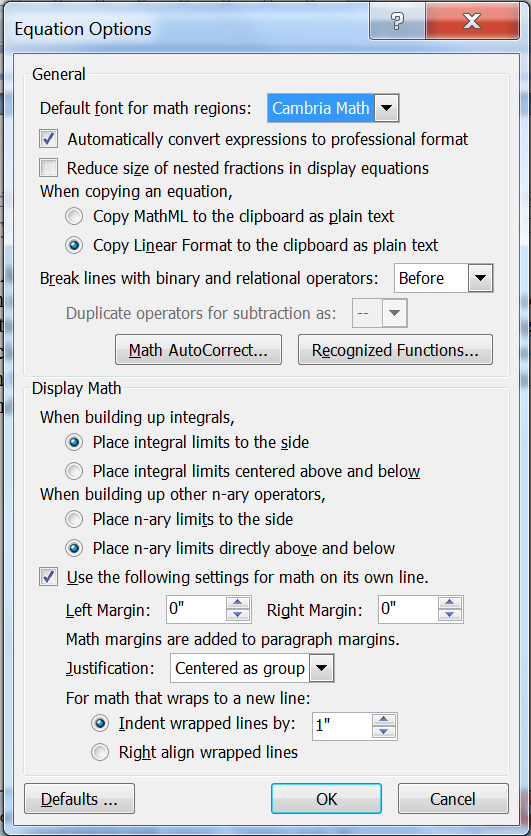 Equation Options
General
Default font for math regions: Cambria Math
Automatically convert expressions to professional format
Reduce size of nested fractions in display equations
When copying an equation,
Copy MathML to the clipboard as plain text
Copy Linear Format to the clipboard as plain text
Break lines with binary and relational operators: Before
Duplicate operators for subtraction as: --
Math AutoCorrect... Recognized Functions...
Display Math
When building up integrals,
Place integral limits to the side
Place integral limits centered above and below
When building up other n-ary operators,
Place n-ary limits to the side
Place n-ary limits directly above and below
Use the following settings for math on its own line.
Left Margin: 0" Right Margin: 0"
Math margins are added to paragraph margins.
Justification: Centered as group
For math that wraps to a new line:
Indent wrapped lines by: 1"
Right align wrapped lines
Defaults ... OK Cancel